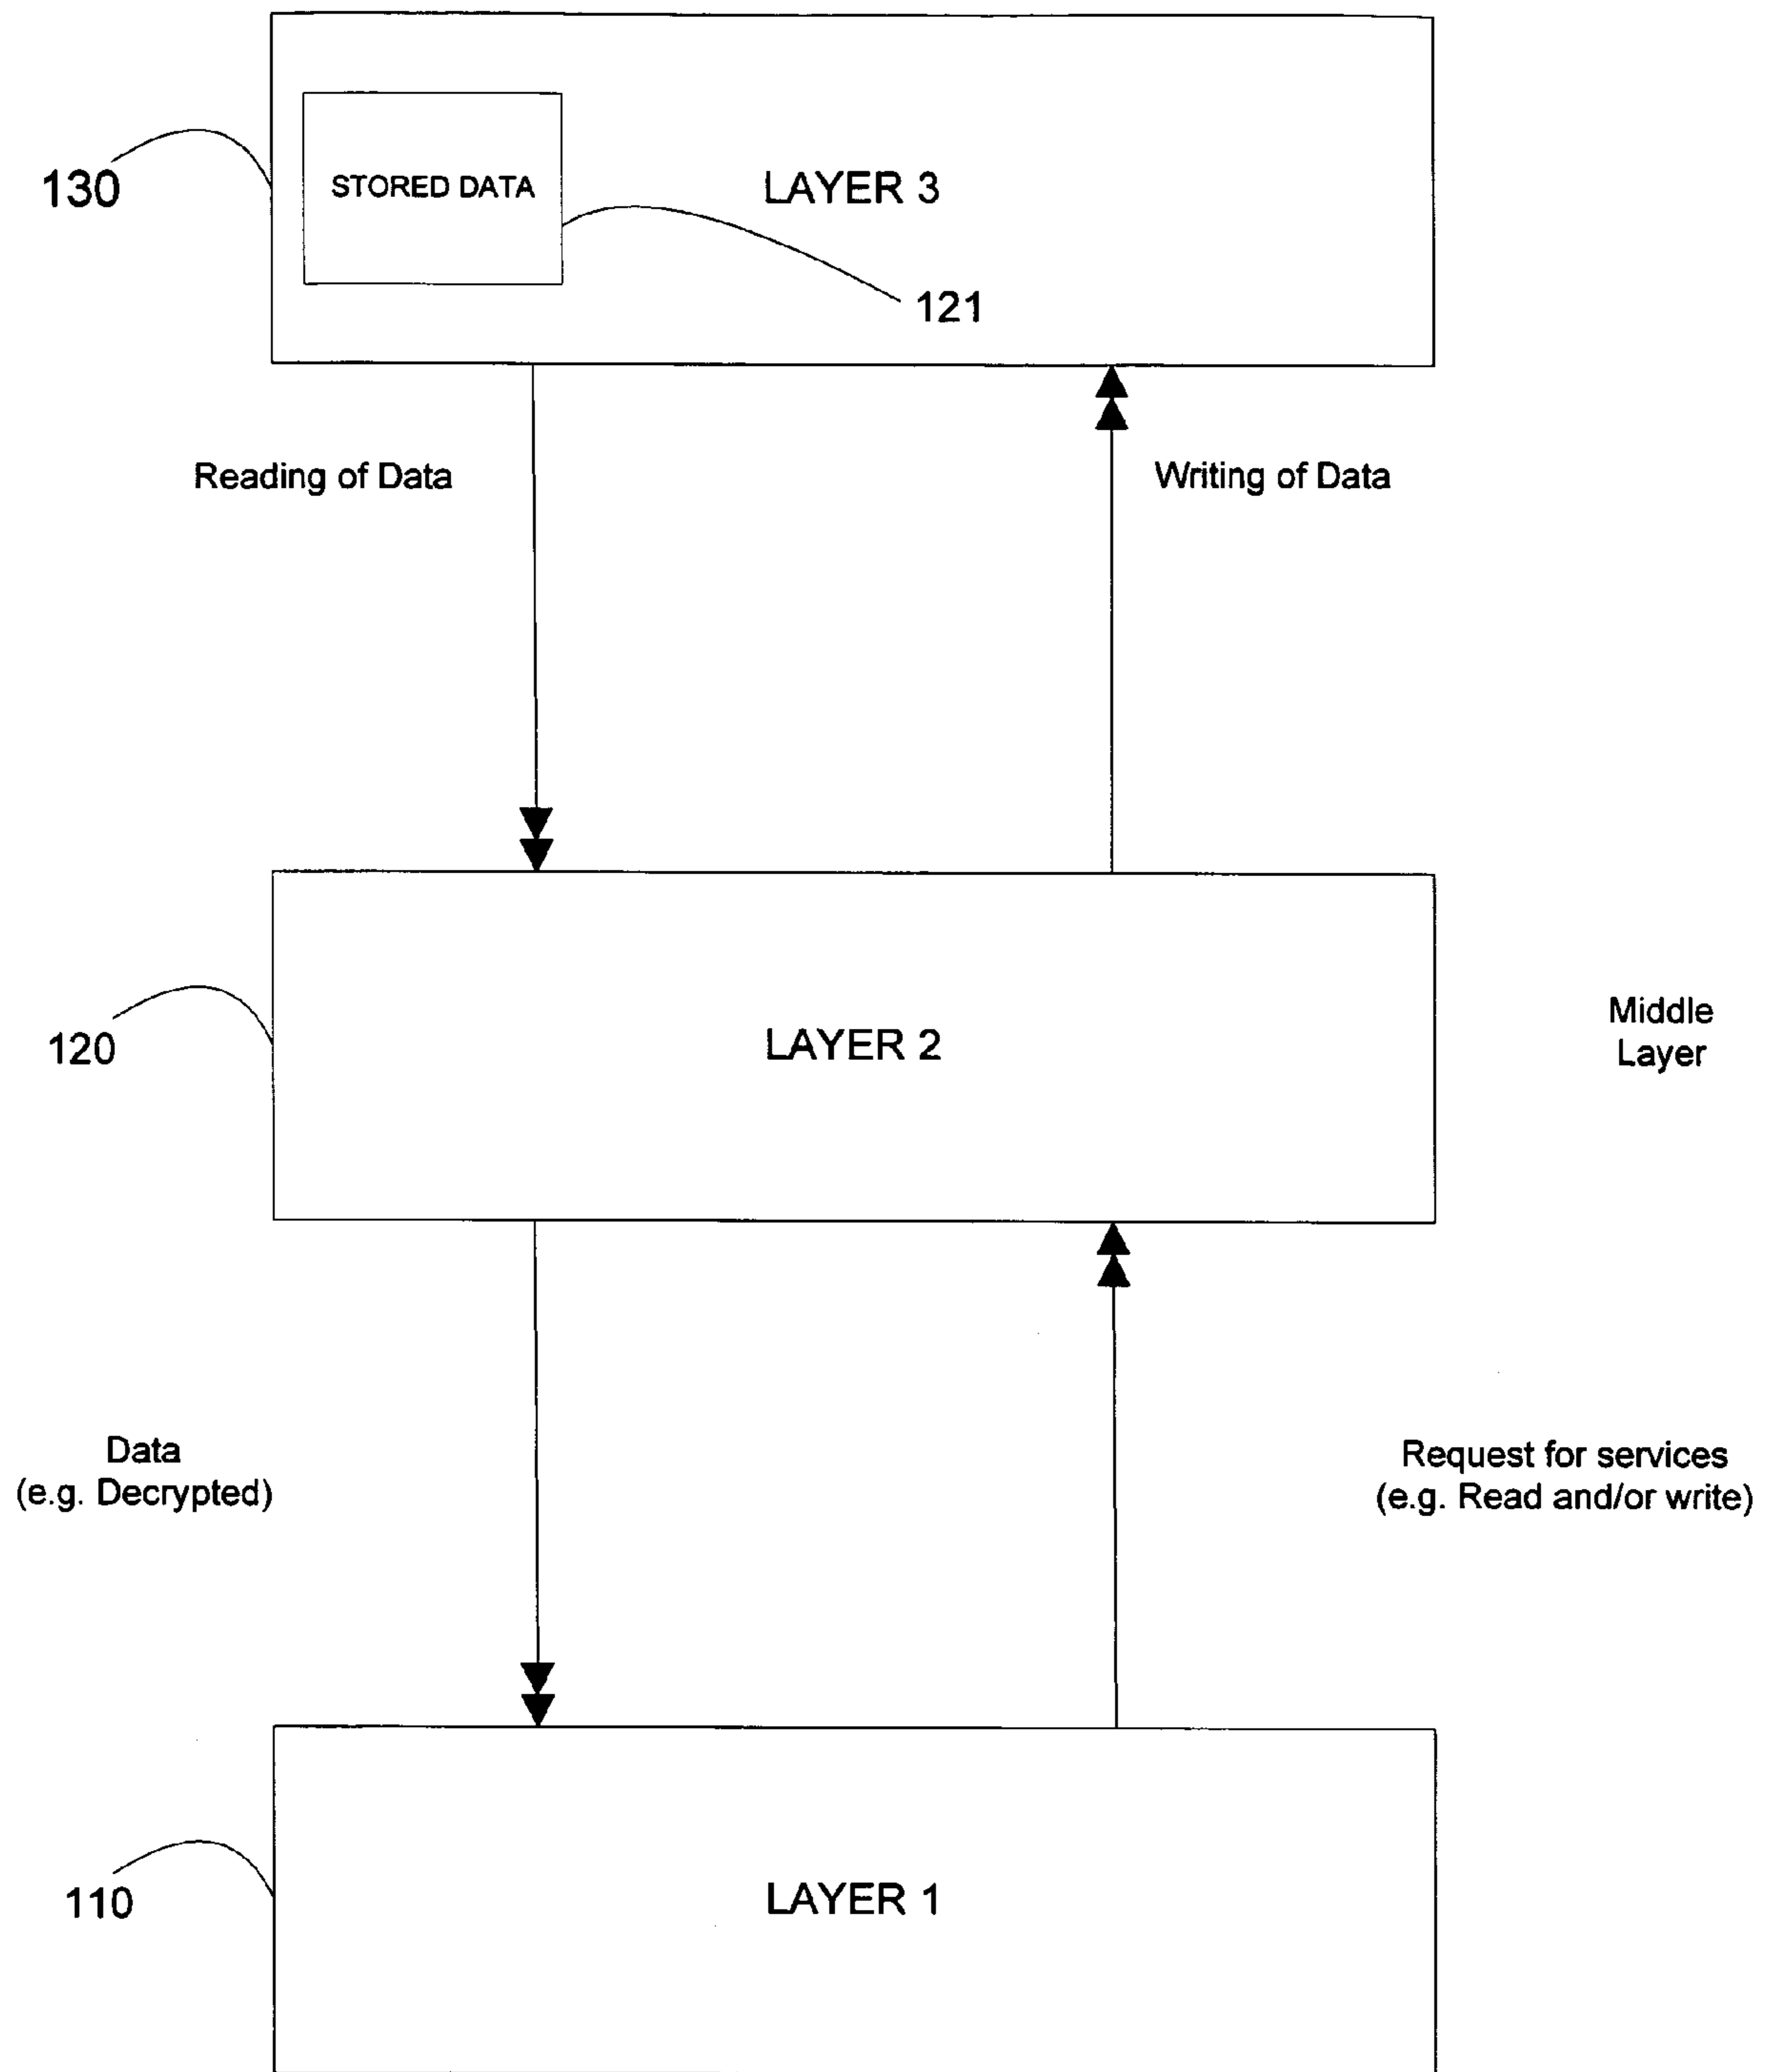 130
STORED DATA
LAYER 3
121
Reading of Data
Writing of Data
120
LAYER 2
Middle
Layer
Data
(e.g. Decrypted)
Request for services
(e.g. Read and/or write)
110
LAYER 1